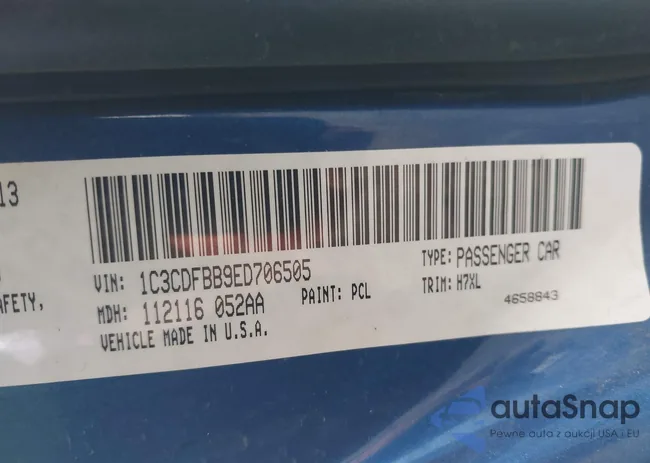 13
AFETY,
VIN: 1C3CDFBB9ED706505
TYPE: PASSENGER CAR
MDH: 112116 052AA
PAINT: PCL
TRIM: H7XL
VEHICLE MADE IN U.S.A.
4658843
autaSnap
Pewne auta z aukcji USA i EU